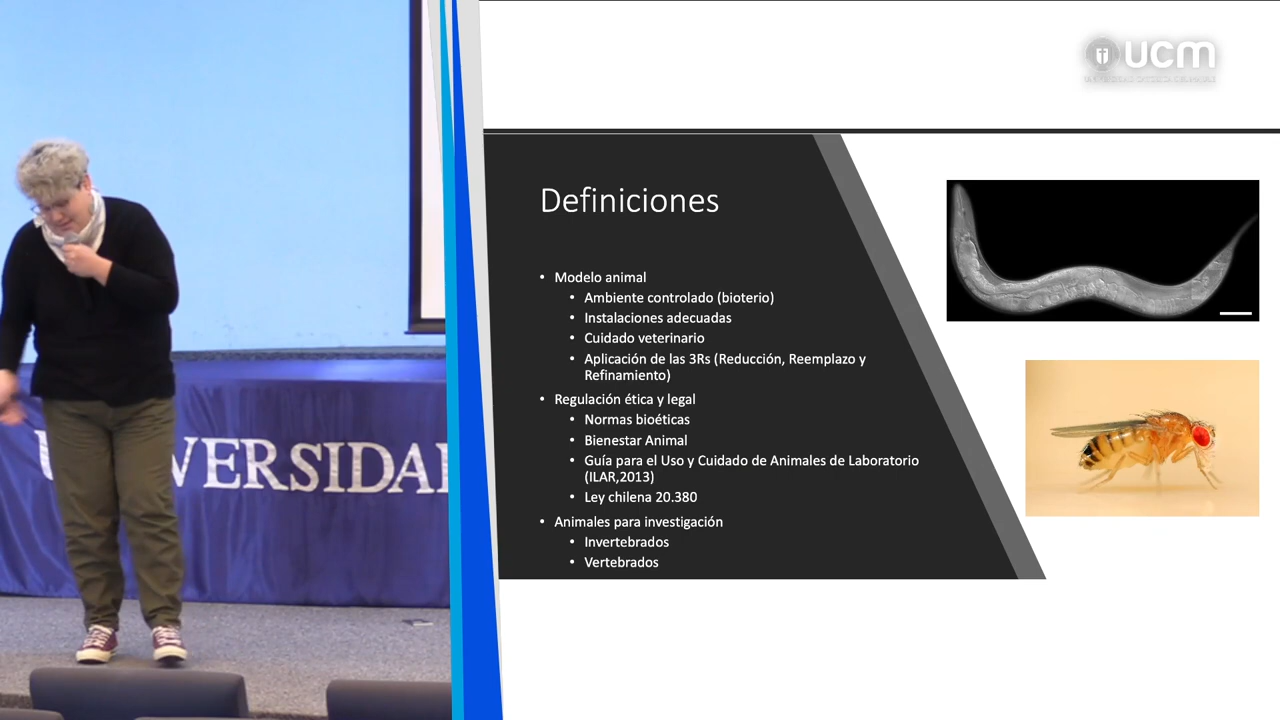 ucm
Definiciones
• Modelo animal
• Ambiente controlado (bioterio)
• Instalaciones adecuadas
• Cuidado veterinario
• Aplicación de las 3Rs (Reducción, Reemplazo y
Refinamiento)
• Regulación ética y legal
• Normas bioéticas
• Bienestar Animal
• Guía para el Uso y Cuidado de Animales de Laboratorio
(ILAR,2013)
• Ley chilena 20.380
• Animales para investigación
• Invertebrados
• Vertebrados